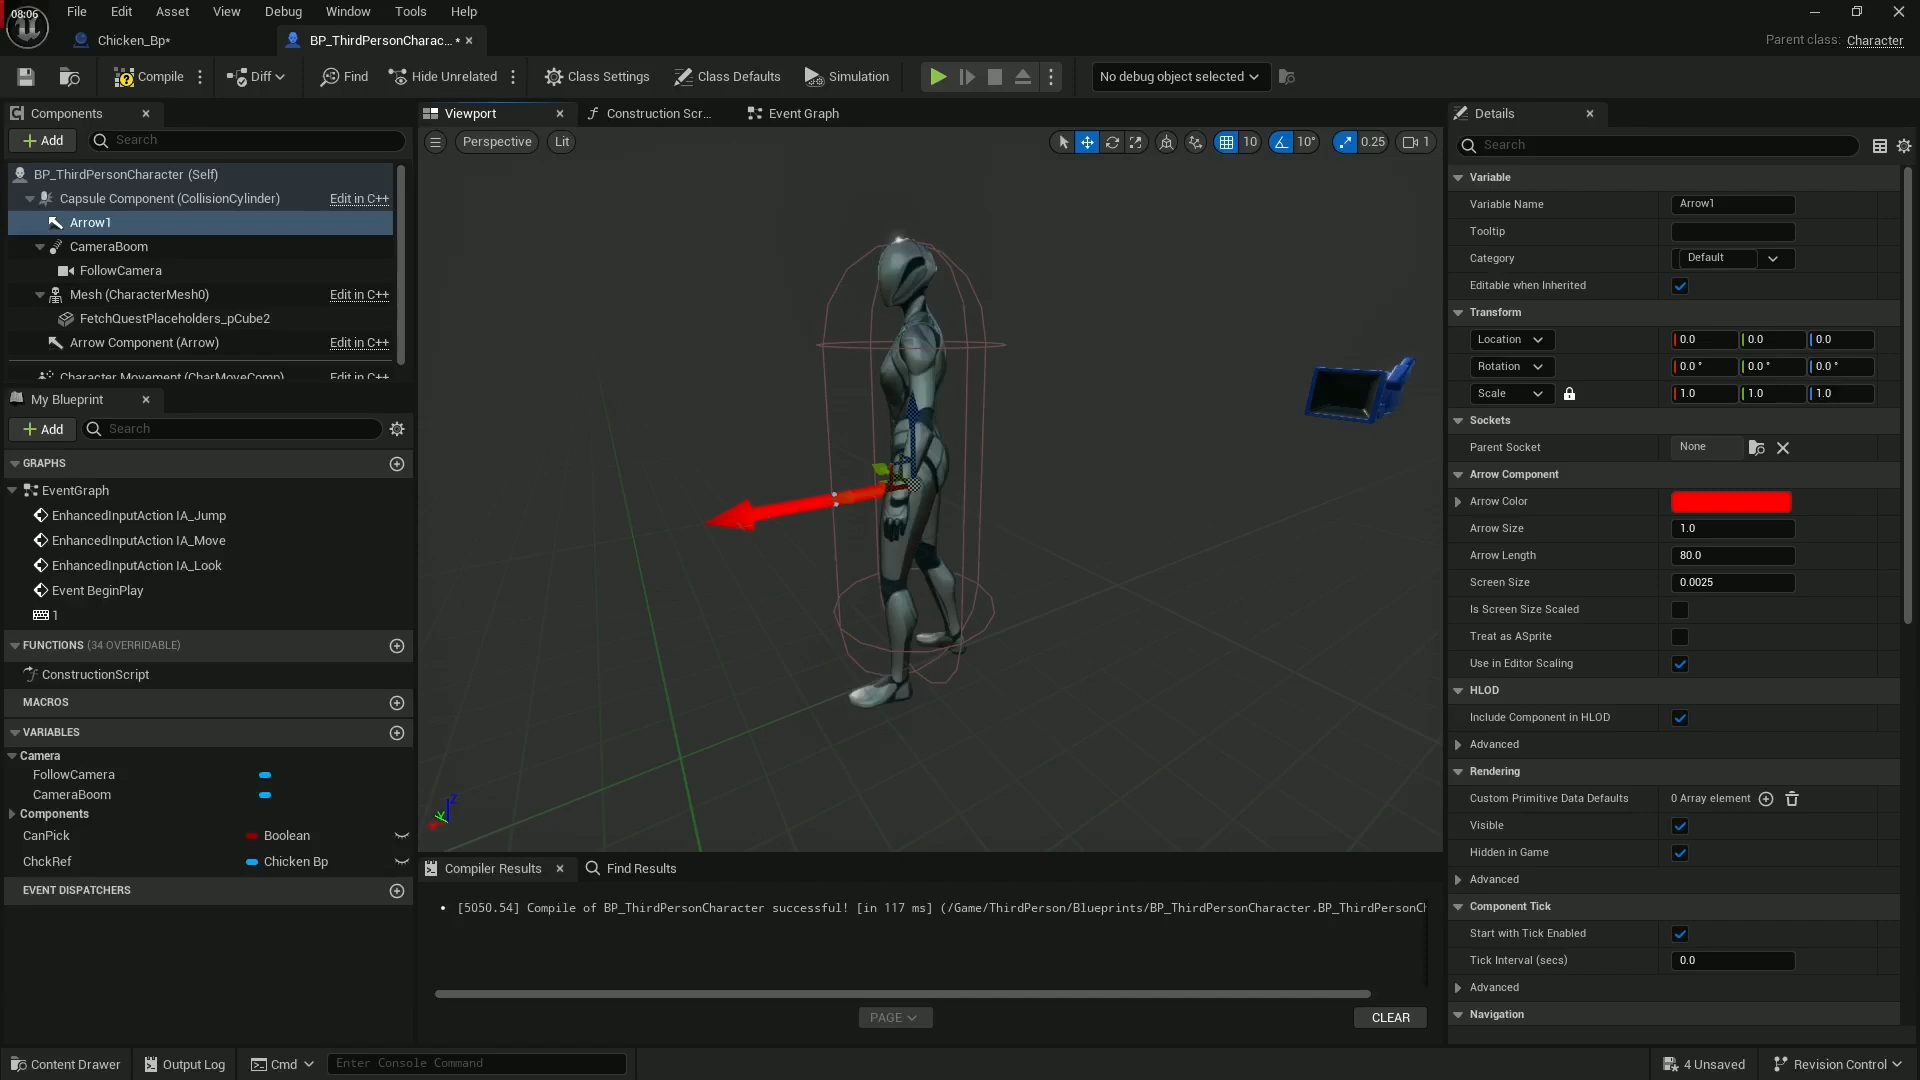 08:06
File Edit Asset View Debug Window Tools Help
Chicken_Bp*
BP_ThirdPersonCharac... *
Parent class: Character
Compile
Diff
Find
Hide Unrelated
Class Settings
Class Defaults
Simulation
No debug object selected
Components
Add
Search
BP_ThirdPersonCharacter (Self)
Capsule Component (CollisionCylinder) Edit in C++
Arrow1
CameraBoom
FollowCamera
Mesh (CharacterMesh0) Edit in C++
FetchQuestPlaceholders_pCube2
Arrow Component (Arrow) Edit in C++
Character Movement (CharMoveComp) Edit in C++
My Blueprint
Add
Search
GRAPHS
EventGraph
EnhancedInputAction IA_Jump
EnhancedInputAction IA_Move
EnhancedInputAction IA_Look
Event BeginPlay
1
FUNCTIONS (34 OVERRIDABLE)
ConstructionScript
MACROS
VARIABLES
Camera
FollowCamera
CameraBoom
Components
CanPick Boolean
ChckRef Chicken Bp
EVENT DISPATCHERS
Viewport
Construction Scr...
Event Graph
Perspective
Lit
10
10°
0.25
1
Z
Y
Compiler Results
Find Results
[5050.54] Compile of BP_ThirdPersonCharacter successful! [in 117 ms] (/Game/ThirdPerson/Blueprints/BP_ThirdPersonCharacter.BP_ThirdPersonCh
PAGE
CLEAR
Details
Search
Variable
Variable Name Arrow1
Tooltip
Category Default
Editable when Inherited
Transform
Location 0.0 0.0 0.0
Rotation 0.0 ° 0.0 ° 0.0 °
Scale 1.0 1.0 1.0
Sockets
Parent Socket None
Arrow Component
Arrow Color
Arrow Size 1.0
Arrow Length 80.0
Screen Size 0.0025
Is Screen Size Scaled
Treat as ASprite
Use in Editor Scaling
HLOD
Include Component in HLOD
Advanced
Rendering
Custom Primitive Data Defaults 0 Array element
Visible
Hidden in Game
Advanced
Component Tick
Start with Tick Enabled
Tick Interval (secs) 0.0
Advanced
Navigation
Content Drawer
Output Log
Cmd
Enter Console Command
4 Unsaved
Revision Control